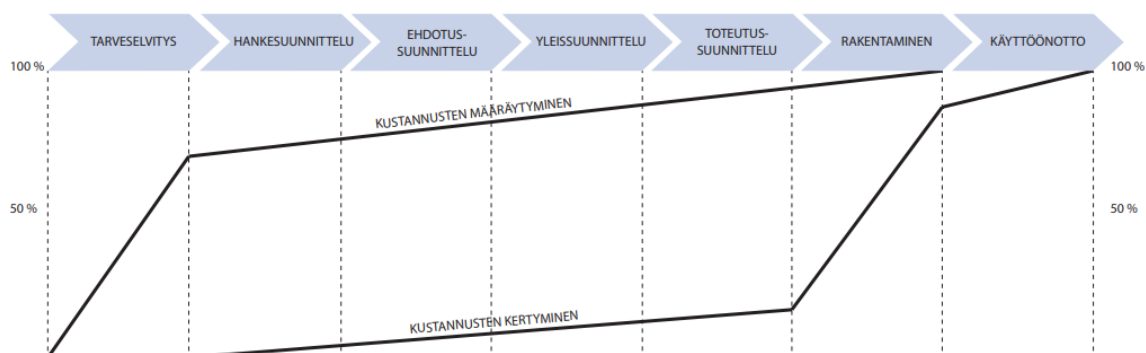 TARVESELVITYS
HANKESUUNNITTELU
EHDOTUS-
SUUNNITTELU
YLEISSUUNNITTELU
TOTEUTUS-
SUUNNITTELU
RAKENTAMINEN
KÄYTTÖÖNOTTO
100 %
100 %
KUSTANNUSTEN MÄÄRÄYTYMINEN
50 %
50 %
KUSTANNUSTEN KERTYMINEN